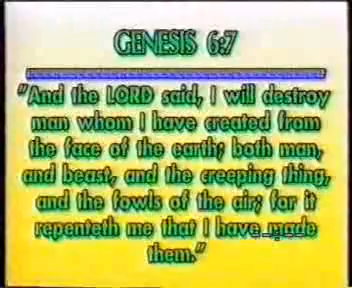 GENESIS 6:7
"And the LORD said, I will destroy
man whom I have created from
the face of the earth; both man,
and beast, and the creeping thing,
and the fowls of the air; for it
repenteth me that I have made
them."